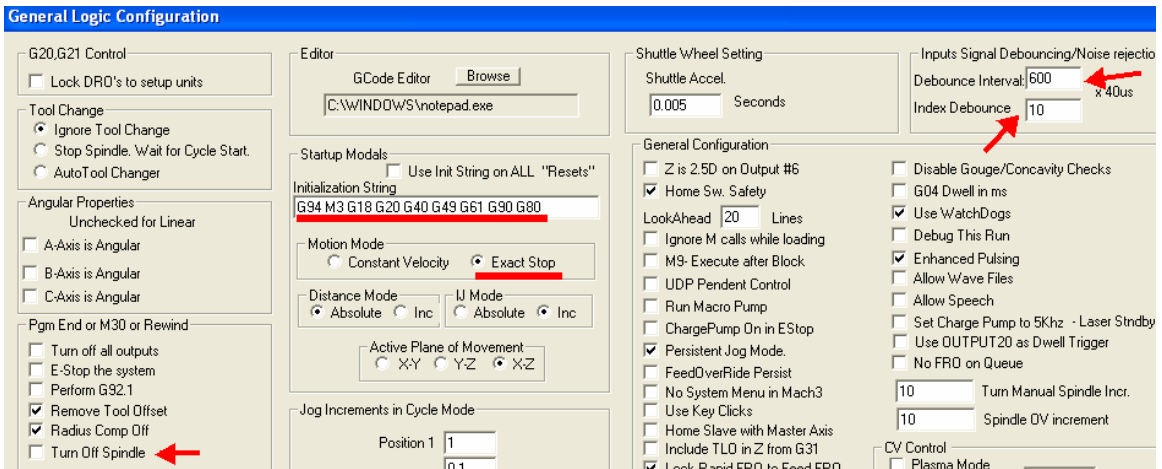 General Logic Configuration
G20,G21 Control
Lock DRO's to setup units
Tool Change
Ignore Tool Change
Stop Spindle. Wait for Cycle Start.
AutoTool Changer
Angular Properties
Unchecked for Linear
A-Axis is Angular
B-Axis is Angular
C-Axis is Angular
Pgm End or M30 or Rewind
Turn off all outputs
E-Stop the system
Perform G92.1
Remove Tool Offset
Radius Comp Off
Turn Off Spindle
Editor
GCode Editor Browse
C:\WINDOWS\notepad.exe
Startup Modals
Use Init String on ALL "Resets"
Initialization String
G94 M3 G18 G20 G40 G49 G61 G90 G80
Motion Mode
Constant Velocity Exact Stop
Distance Mode
Absolute Inc
IJ Mode
Absolute Inc
Active Plane of Movement
X-Y Y-Z X-Z
Jog Increments in Cycle Mode
Position 1 1
0.1
Shuttle Wheel Setting
Shuttle Accel.
0.005 Seconds
Inputs Signal Debouncing/Noise rejectio
Debounce Interval: 600
x 40us
Index Debounce 10
General Configuration
Z is 2.5D on Output #6
Home Sw. Safety
LookAhead 20 Lines
Ignore M calls while loading
M9- Execute after Block
UDP Pendent Control
Run Macro Pump
ChargePump On in EStop
Persistent Jog Mode.
FeedOverRide Persist
No System Menu in Mach3
Use Key Clicks
Home Slave with Master Axis
Include TLO in Z from G31
Lock Rapid FRO to Feed FRO
Disable Gouge/Concavity Checks
G04 Dwell in ms
Use WatchDogs
Debug This Run
Enhanced Pulsing
Allow Wave Files
Allow Speech
Set Charge Pump to 5Khz - Laser Stndby
Use OUTPUT20 as Dwell Trigger
No FRO on Queue
10 Turn Manual Spindle Incr.
10 Spindle OV increment
CV Control
Plasma Mode